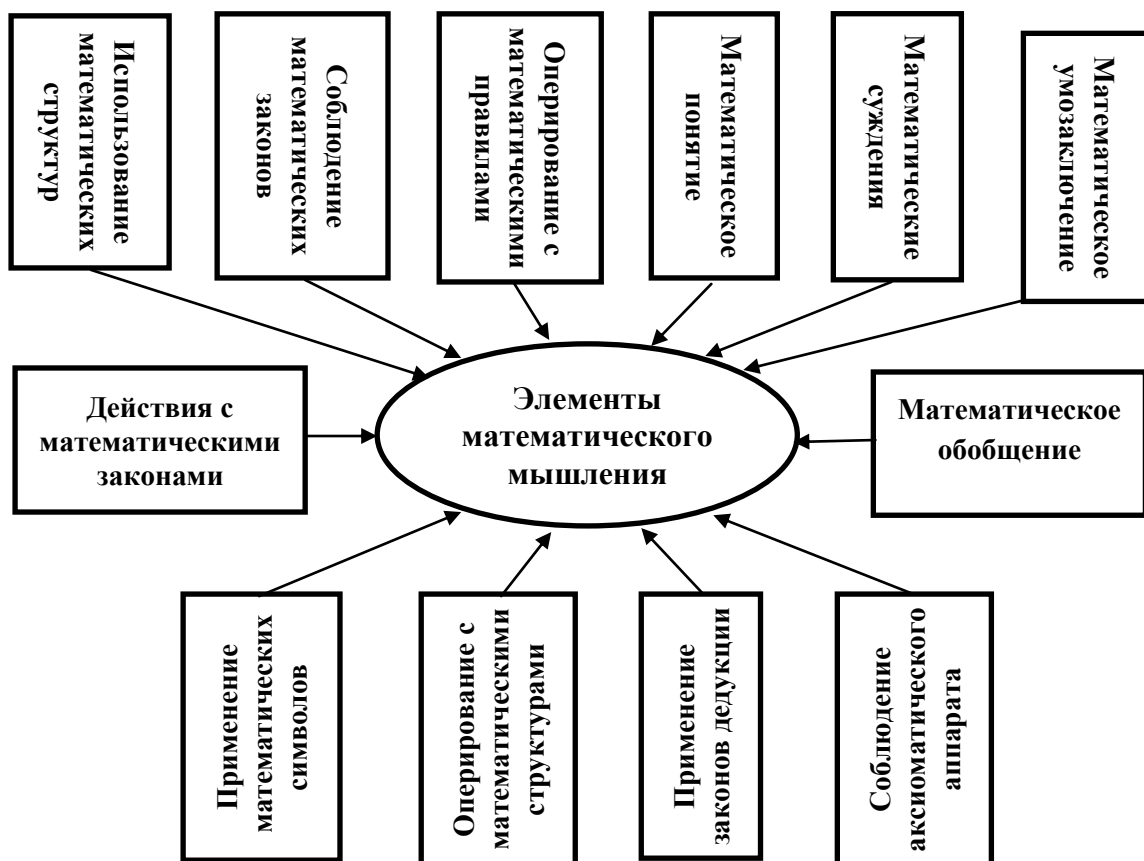 Использование
математических
структур
Соблюдение
математических
законов
Оперирование с
математическими
правилами
Математическое
понятие
Математические
суждения
Математическое
умозаключение
Действия с
математическими
законами
Элементы
математического
мышления
Математическое
обобщение
Применение
математических
символов
Оперирование с
математическими
структурами
Применение
законов дедукции
Соблюдение
аксиоматического
аппарата